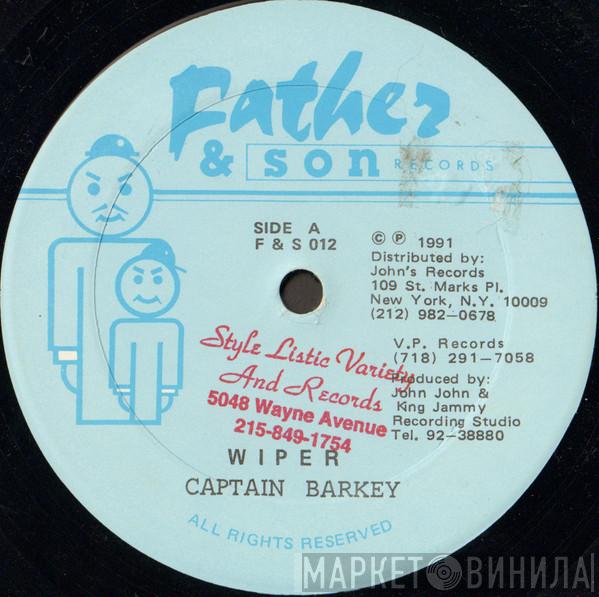 Father
& son RECORDS
SIDE A
F & S 012
© ℗ 1991
Distributed by:
John's Records
109 St. Marks Pl.
New York, N.Y. 10009
(212) 982-0678
V.P. Records
(718) 291-7058
Produced by:
John John &
King Jammy
Recording Studio
Tel. 92-38880
Style Listic Variety
And Records
5048 Wayne Avenue
215-849-1754
WIPER
CAPTAIN BARKEY
ALL RIGHTS RESERVED
МАРКЕТ ВИНИЛА